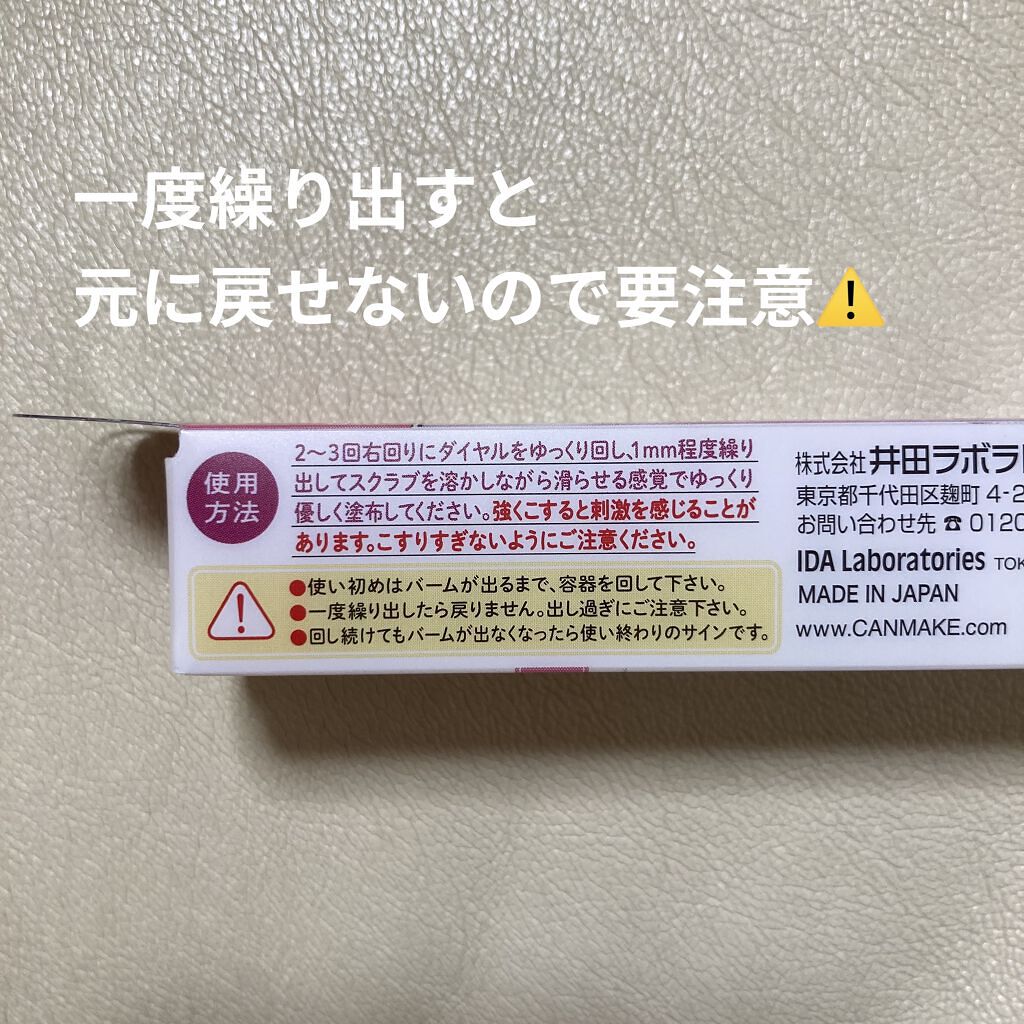 一度繰り出すと
元に戻せないので要注意⚠️
使用
方法
2〜3回右回りにダイヤルをゆっくり回し、1mm程度繰り
出してスクラブを溶かしながら滑らせる感覚でゆっくり
優しく塗布してください。強くこすると刺激を感じることが
あります。こすりすぎないようにご注意ください。
●使い初めはバームが出るまで、容器を回して下さい。
●一度繰り出したら戻りません。出し過ぎにご注意下さい。
●回し続けてもバームが出なくなったら使い終わりのサインです。
株式会社 井田ラボラ
東京都千代田区麹町 4-2
お問い合わせ先 ☎ 0120
IDA Laboratories TOK
MADE IN JAPAN
www.CANMAKE.com